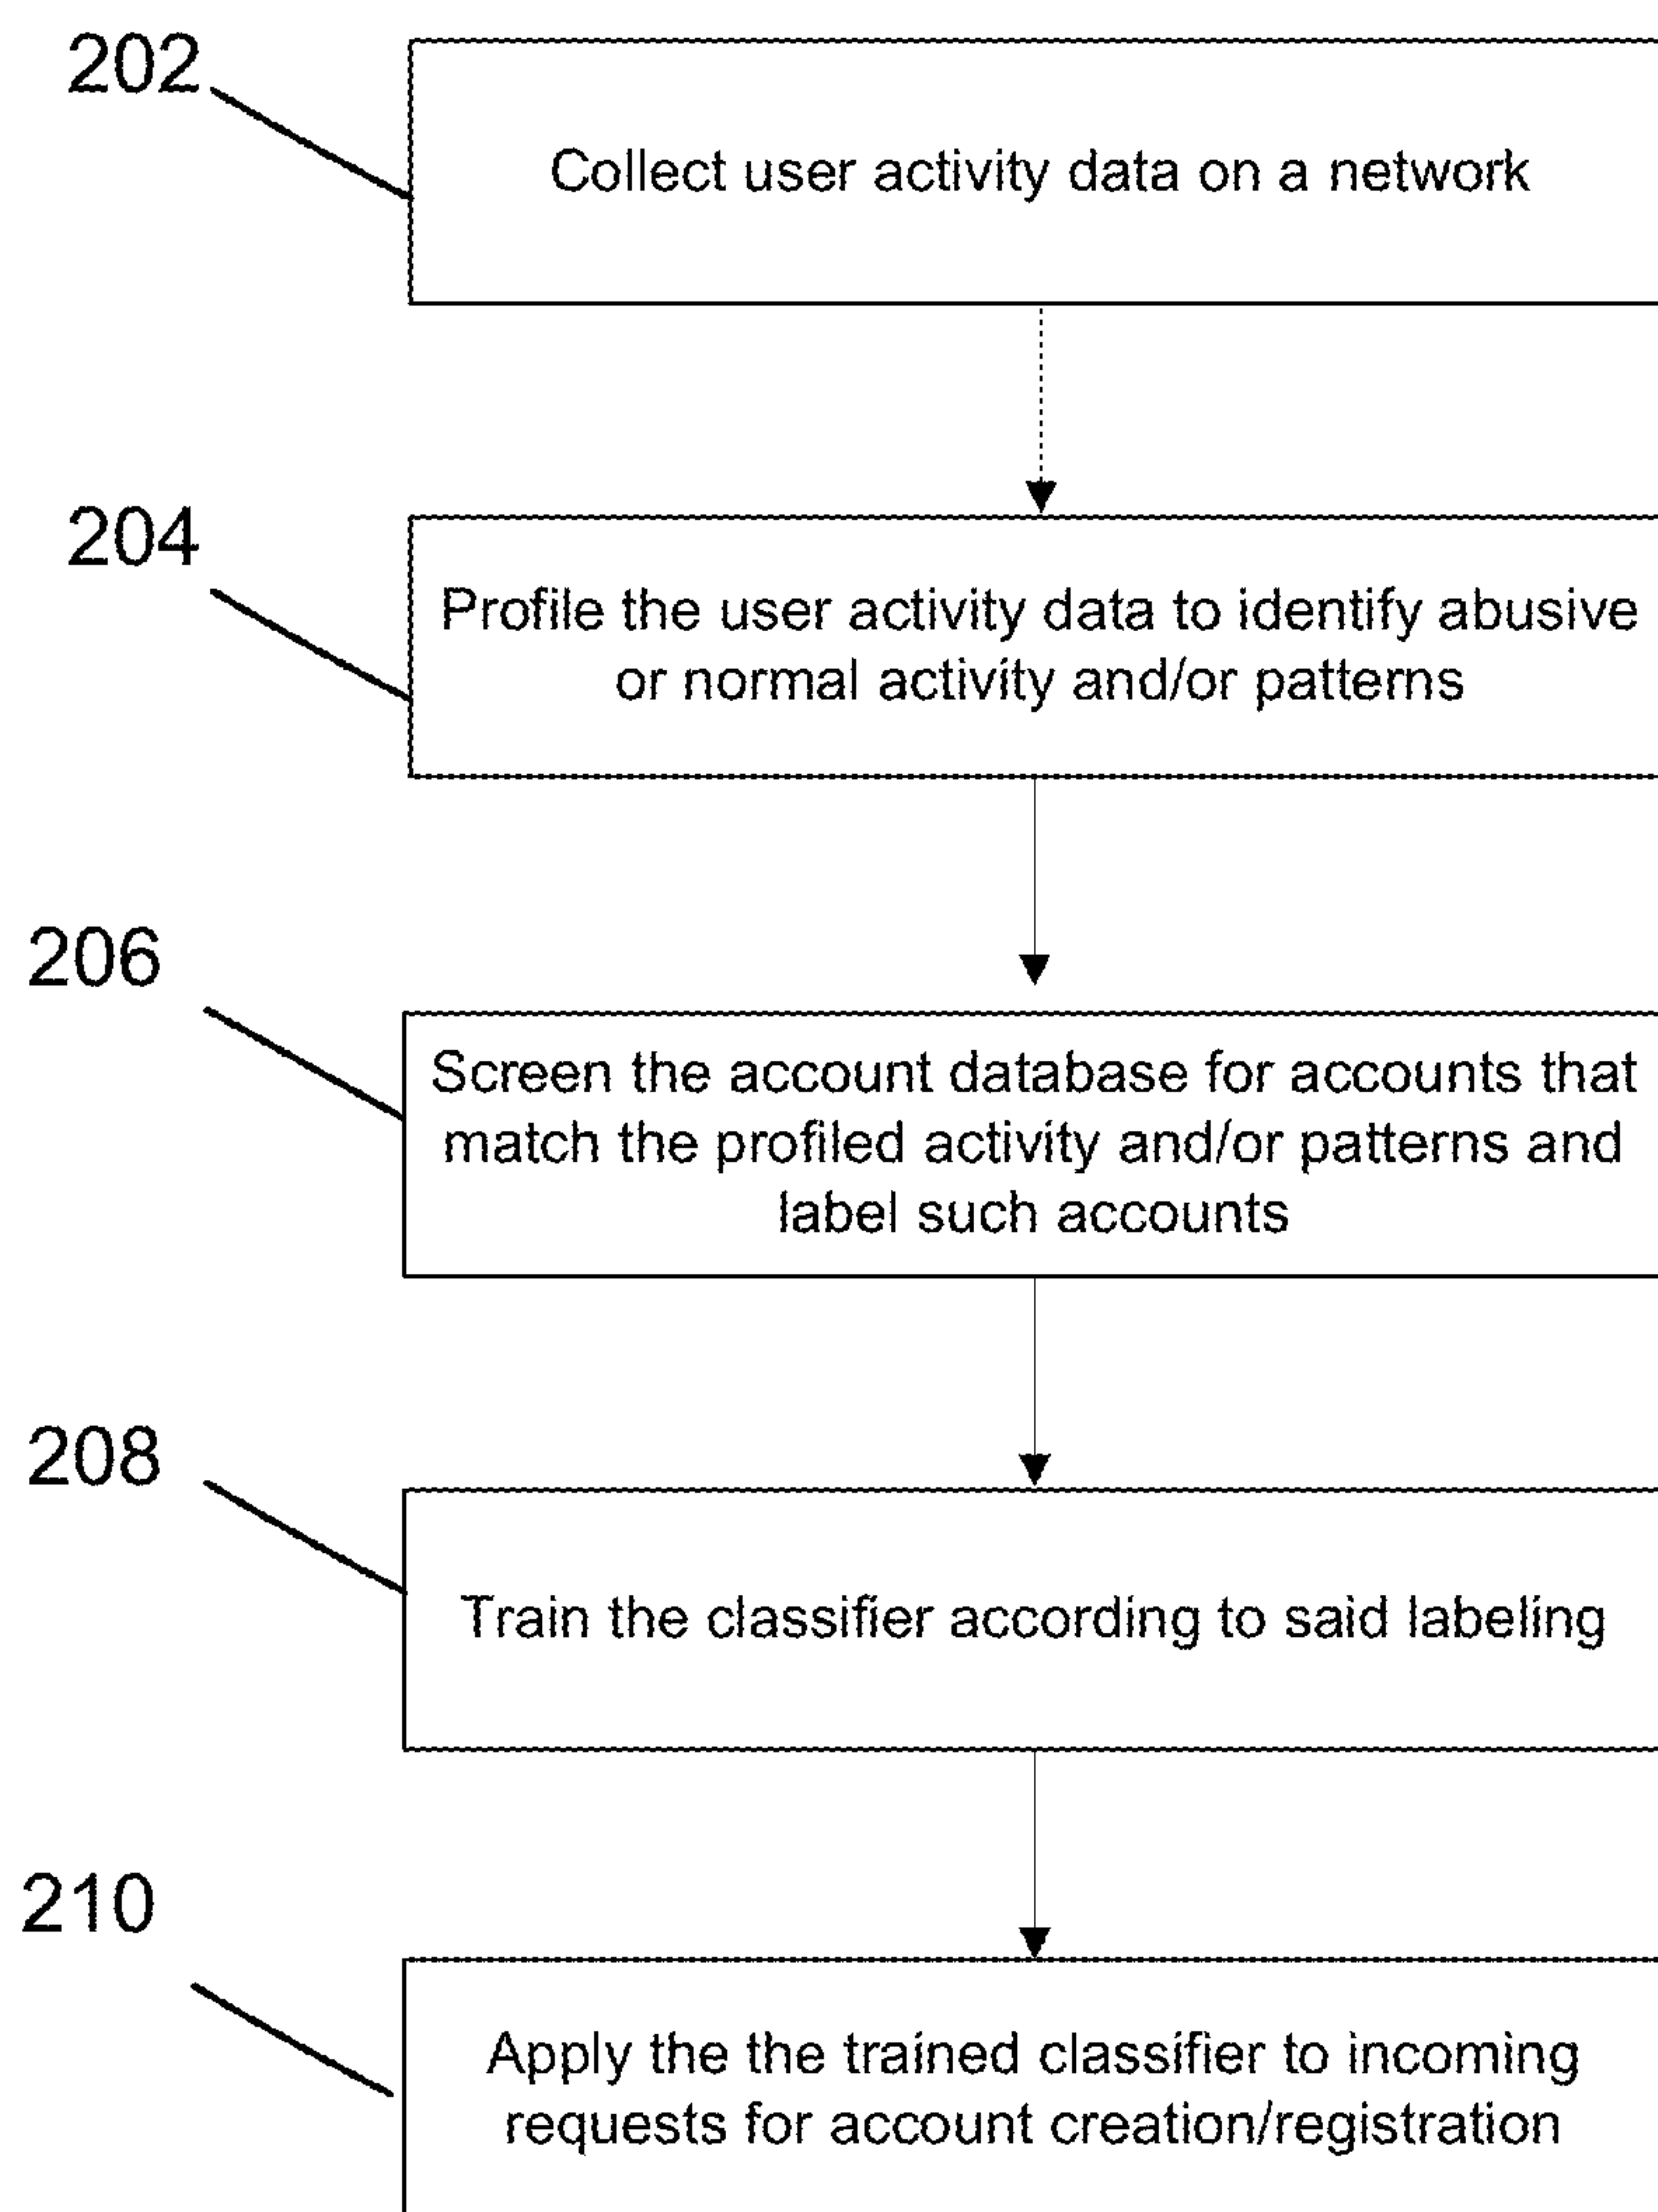 202
Collect user activity data on a network
204
Profile the user activity data to identify abusive
or normal activity and/or patterns
206
Screen the account database for accounts that
match the profiled activity and/or patterns and
label such accounts
208
Train the classifier according to said labeling
210
Apply the the trained classifier to incoming
requests for account creation/registration